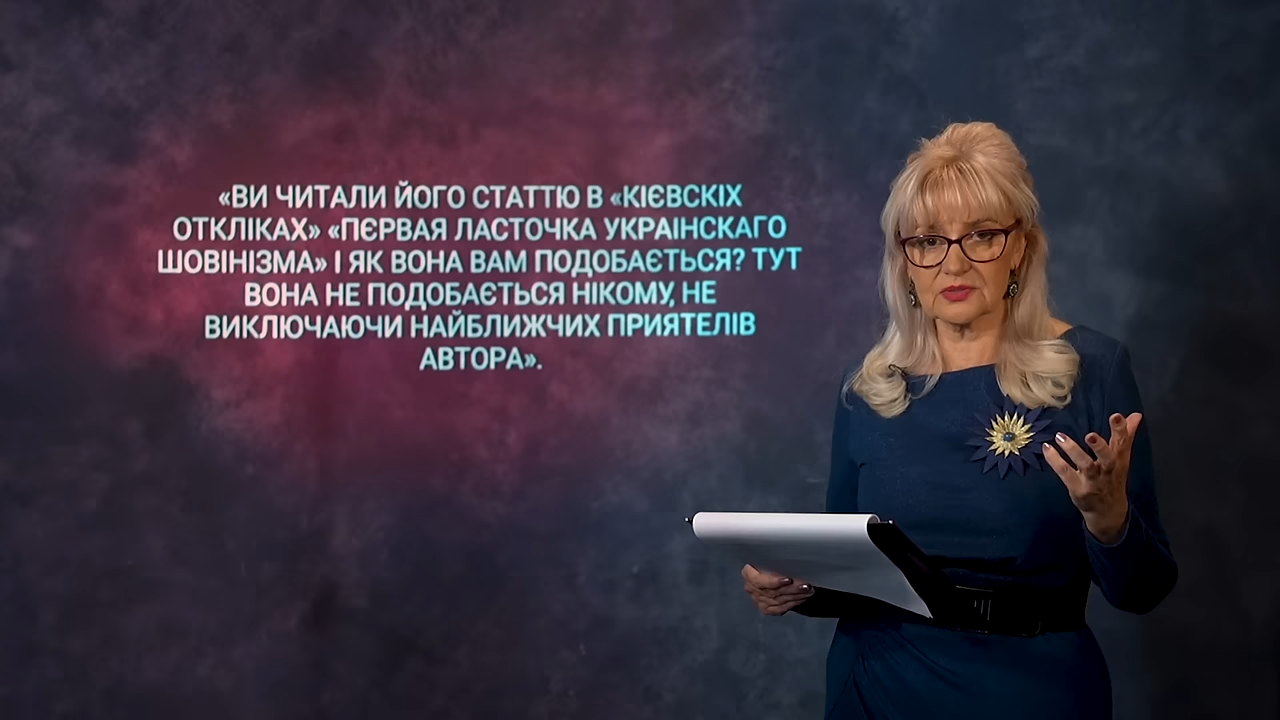 «ВИ ЧИТАЛИ ЙОГО СТАТТЮ В «КІЄВСКІХ
ОТКЛІКАХ» «ПЄРВАЯ ЛАСТОЧКА УКРАІНСКАГО
ШОВІНІЗМА» І ЯК ВОНА ВАМ ПОДОБАЄТЬСЯ? ТУТ
ВОНА НЕ ПОДОБАЄТЬСЯ НІКОМУ, НЕ
ВИКЛЮЧАЮЧИ НАЙБЛИЖЧИХ ПРИЯТЕЛІВ
АВТОРА».